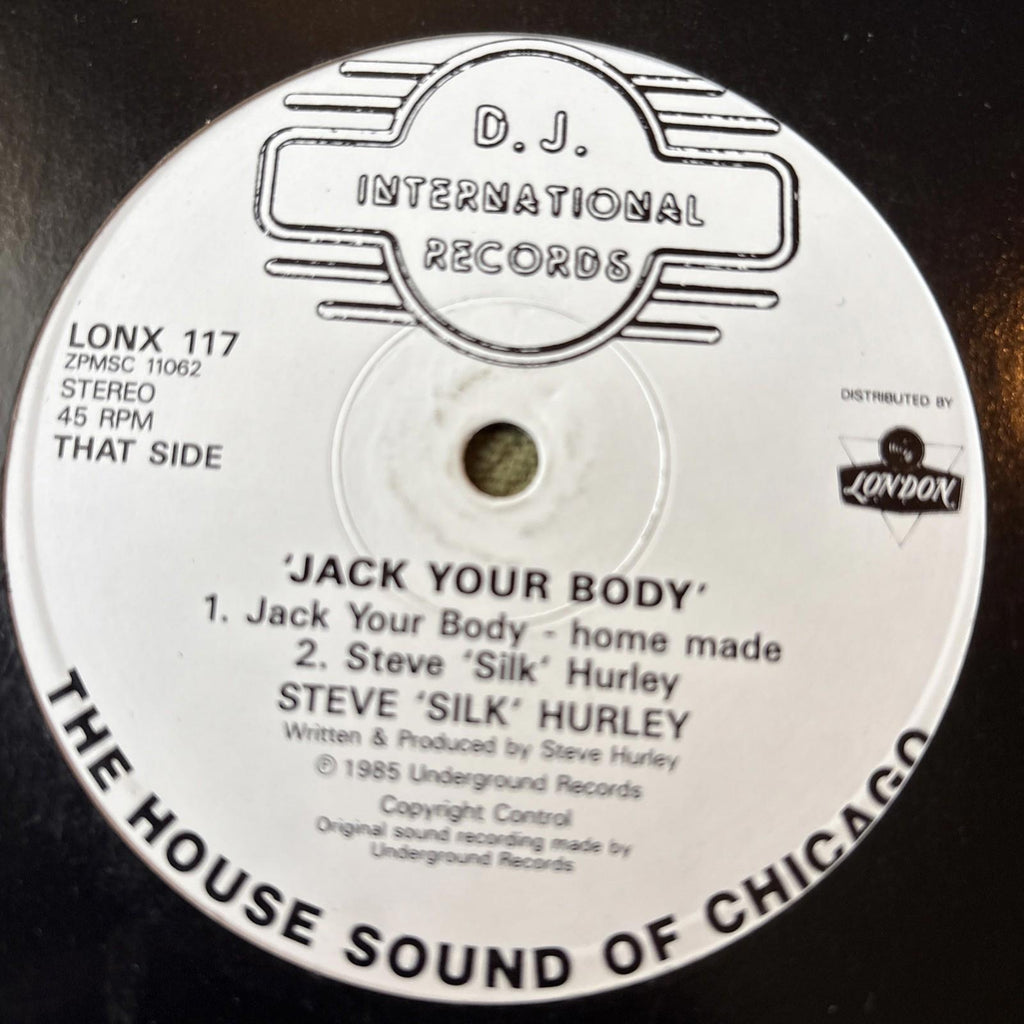 D. J.
INTERNATIONAL
RECORDS
LONX 117
ZPMSC 11062
STEREO
45 RPM
THAT SIDE
DISTRIBUTED BY
LONDON
'JACK YOUR BODY'
1. Jack Your Body - home made
2. Steve 'Silk' Hurley
STEVE 'SILK' HURLEY
Written & Produced by Steve Hurley
℗ 1985 Underground Records
Copyright Control
Original sound recording made by
Underground Records
THE HOUSE SOUND OF CHICAGO